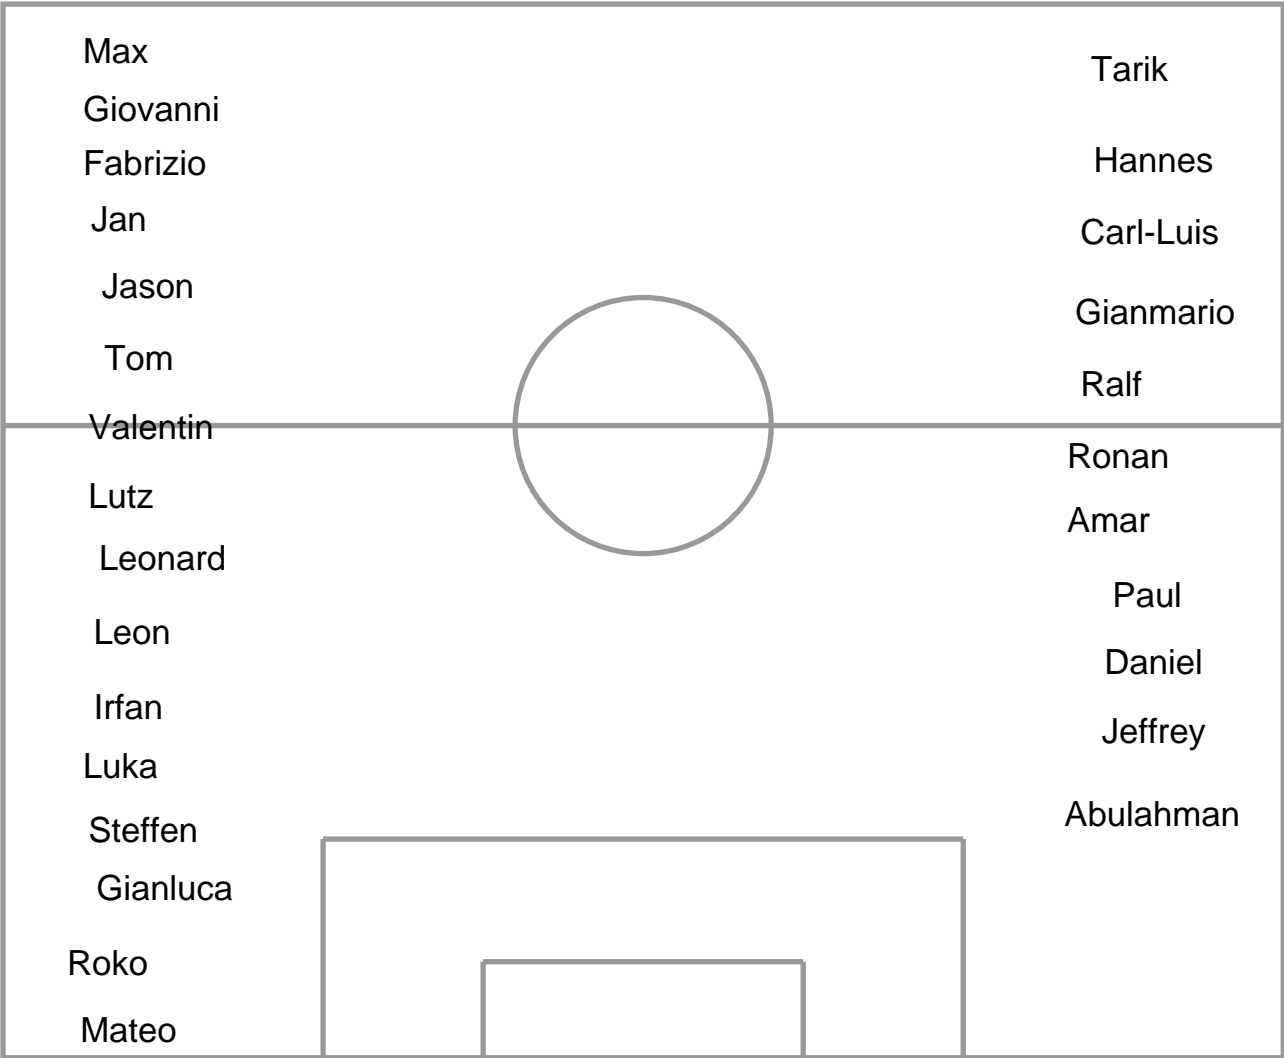 Max
Giovanni
Fabrizio
Jan
Jason
Tom
Valentin
Lutz
Leonard
Leon
Irfan
Luka
Steffen
Gianluca
Roko
Mateo
Tarik
Hannes
Carl-Luis
Gianmario
Ralf
Ronan
Amar
Paul
Daniel
Jeffrey
Abulahman